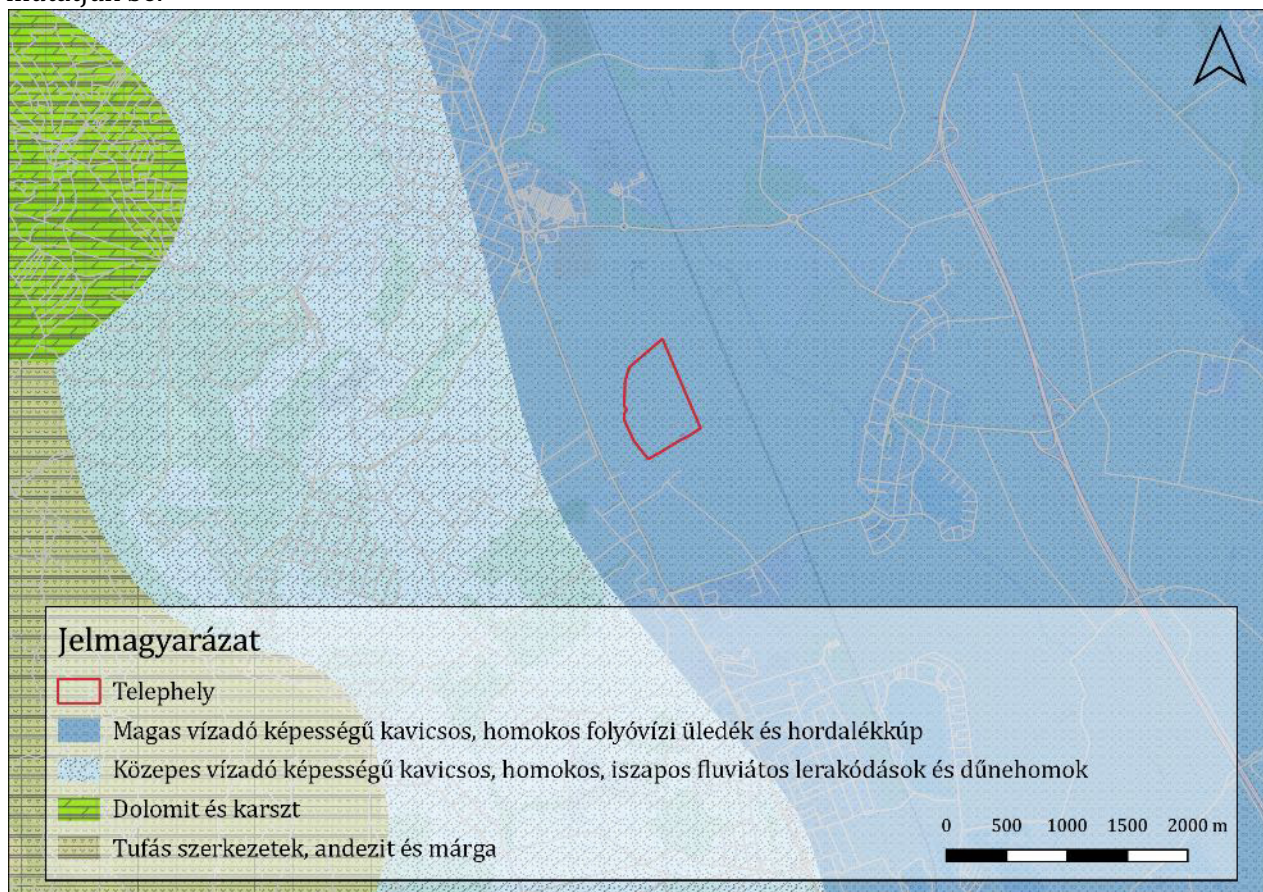 Jelmagyarázat
Telephely
Magas vízadó képességű kavicsos, homokos folyóvízi üledék és hordalékkúp
Közepes vízadó képességű kavicsos, homokos, iszapos fluviátos lerakódások és dűnehomok
Dolomit és karszt
Tufás szerkezetek, andezit és márga
0 500 1000 1500 2000 m